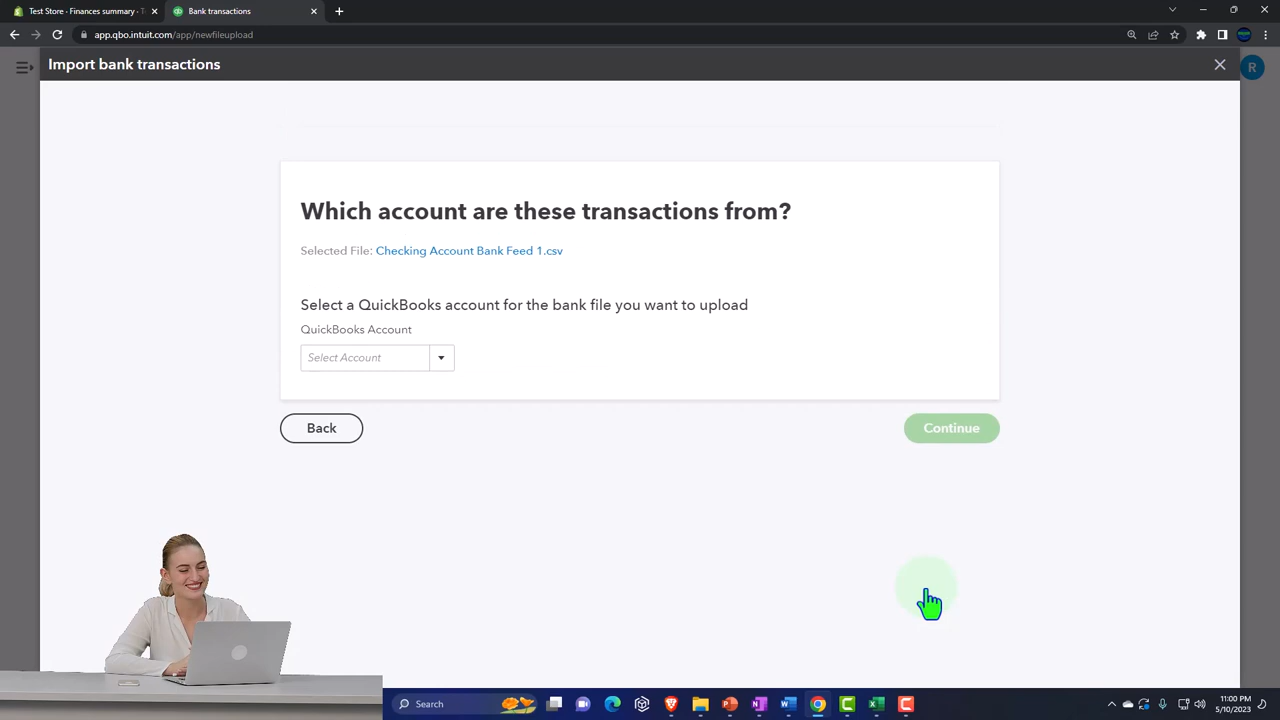 Test Store - Finances summary - T
Bank transactions
app.qbo.intuit.com/app/newfileupload
Import bank transactions
R
Which account are these transactions from?
Selected File: Checking Account Bank Feed 1.csv
Select a QuickBooks account for the bank file you want to upload
QuickBooks Account
Select Account
Back
Continue
Search
11:00 PM
5/10/2023